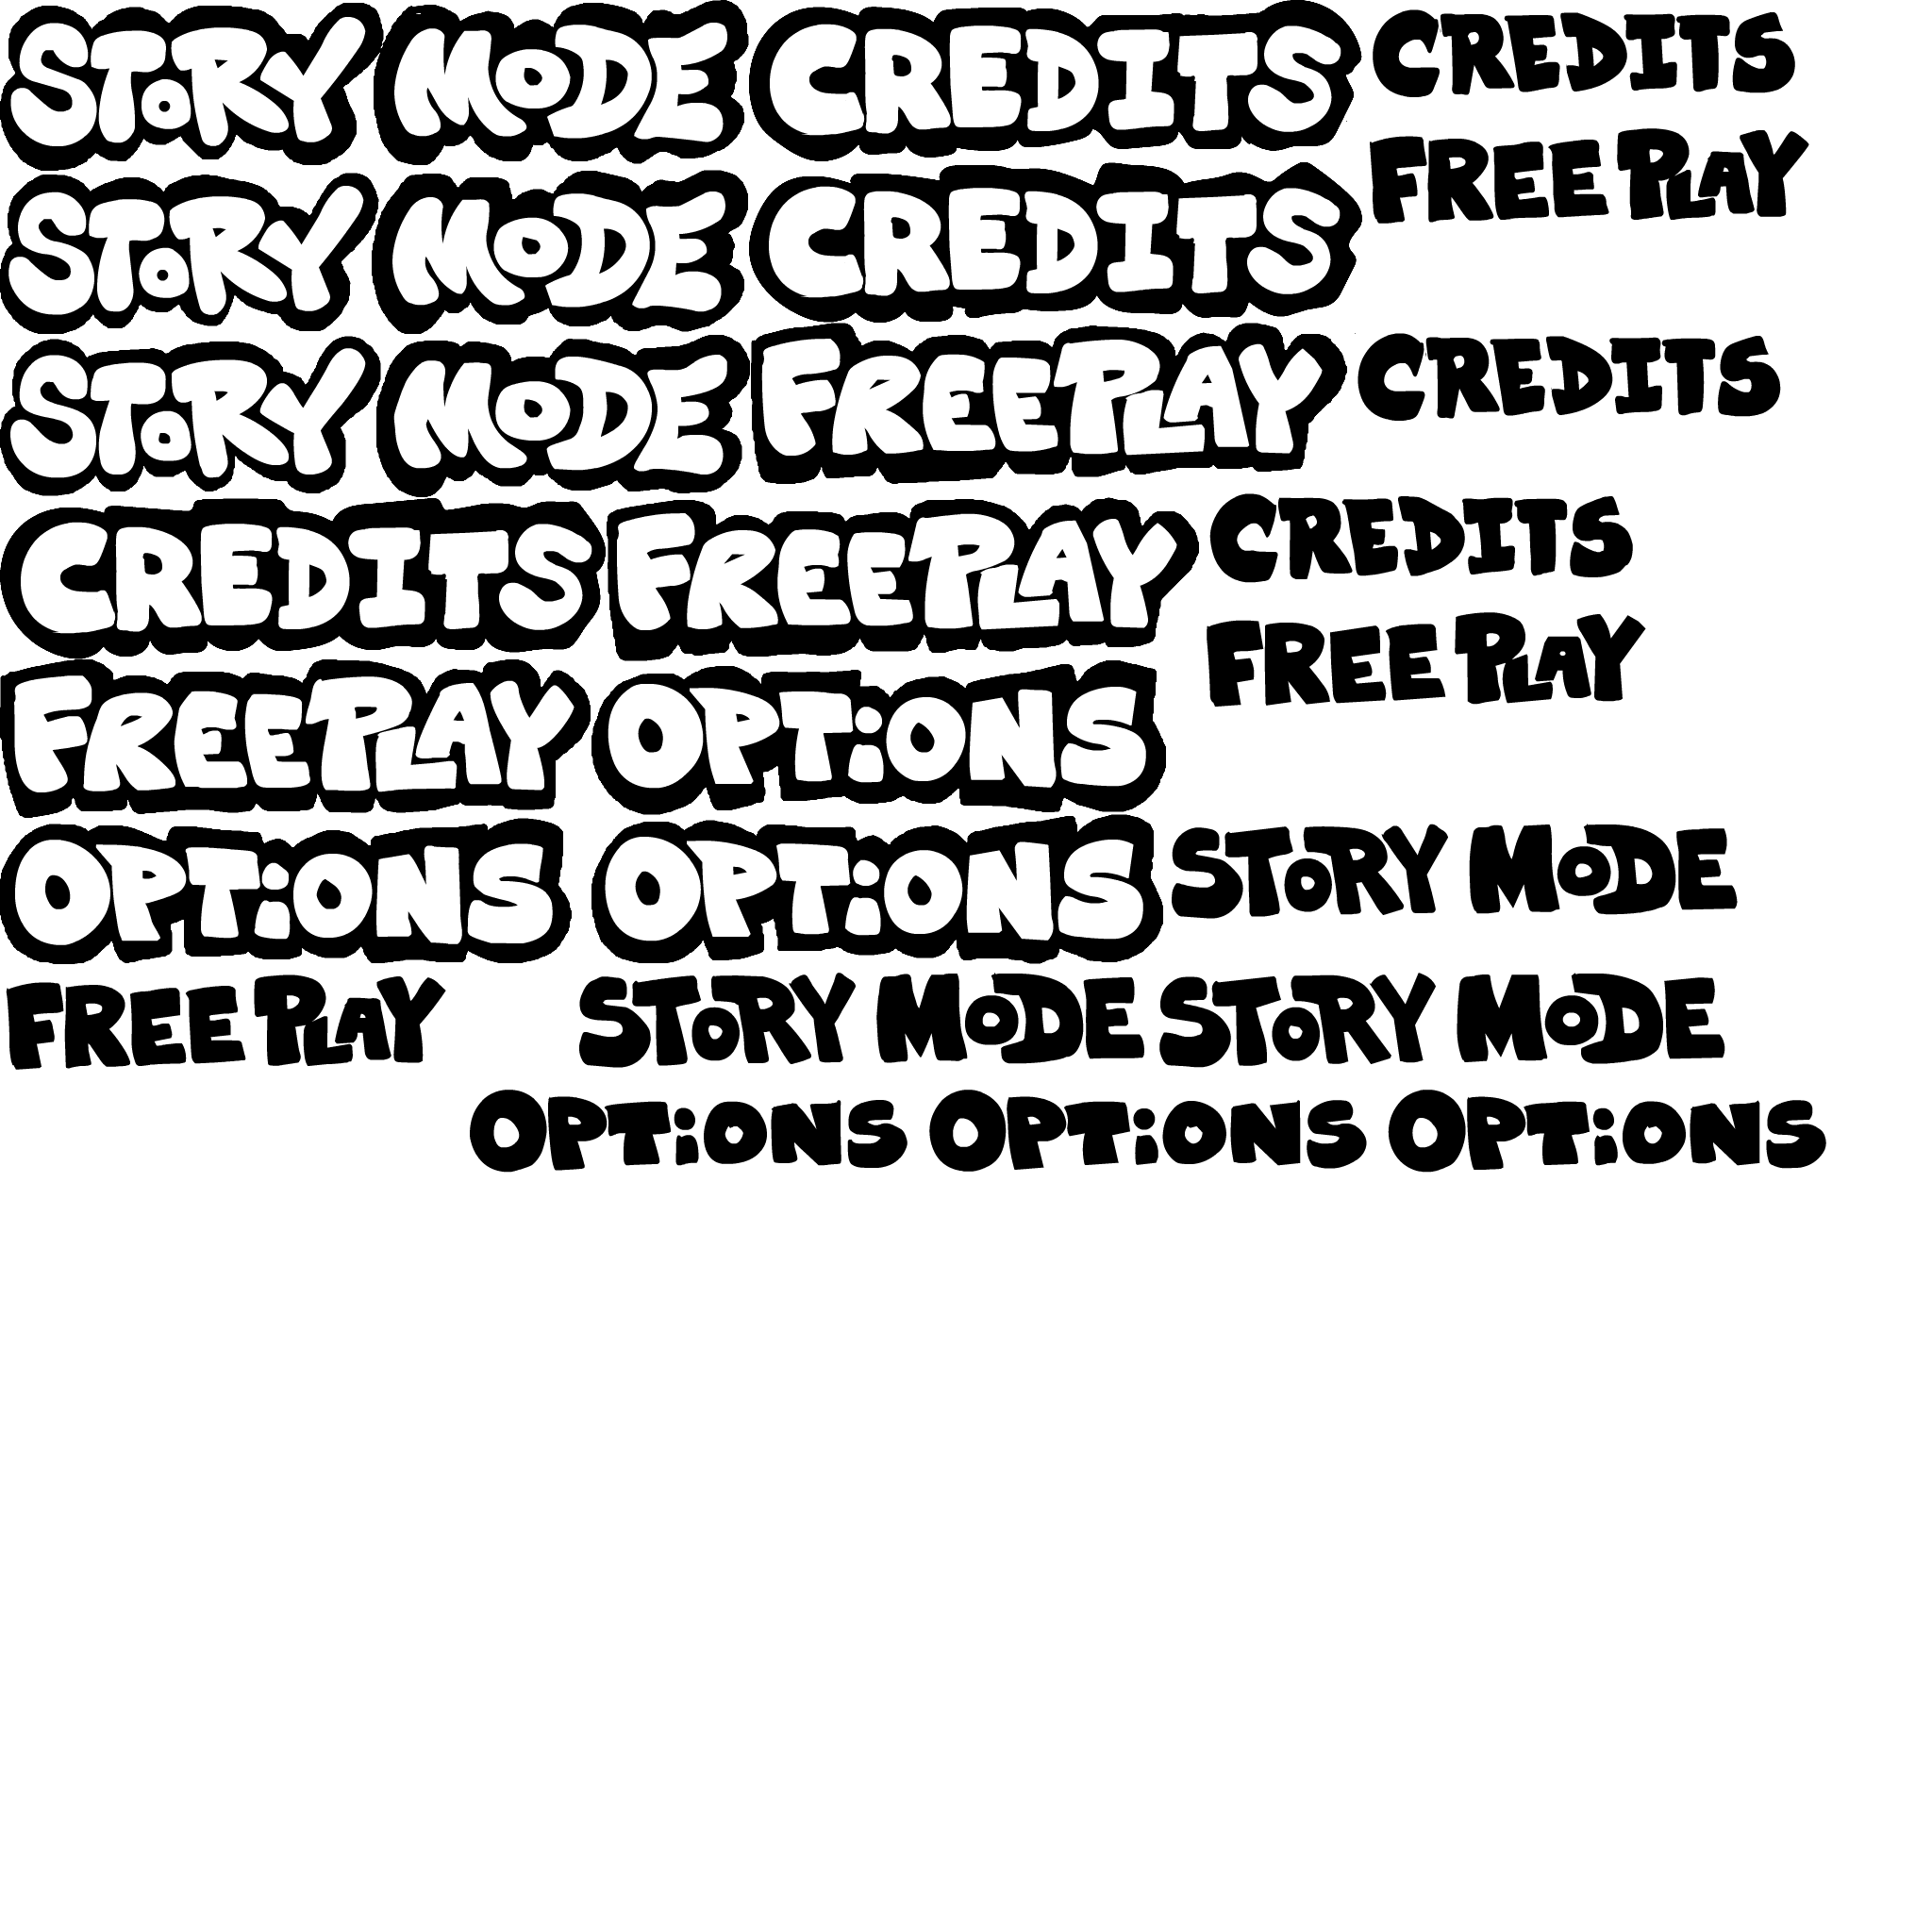 STORY MODE CREDITS CREDITS
FREE PLAY
STORY MODE CREDITS
STORY MODE FREEPLAY CREDITS
CREDITS FREEPLAY CREDITS
FREE PLAY
FREEPLAY OPTiONS
OPTiONS OPTiONS STORY MODE
FREE PLAY STORY MODE STORY MODE
OPTiONS OPTiONS OPTiONS